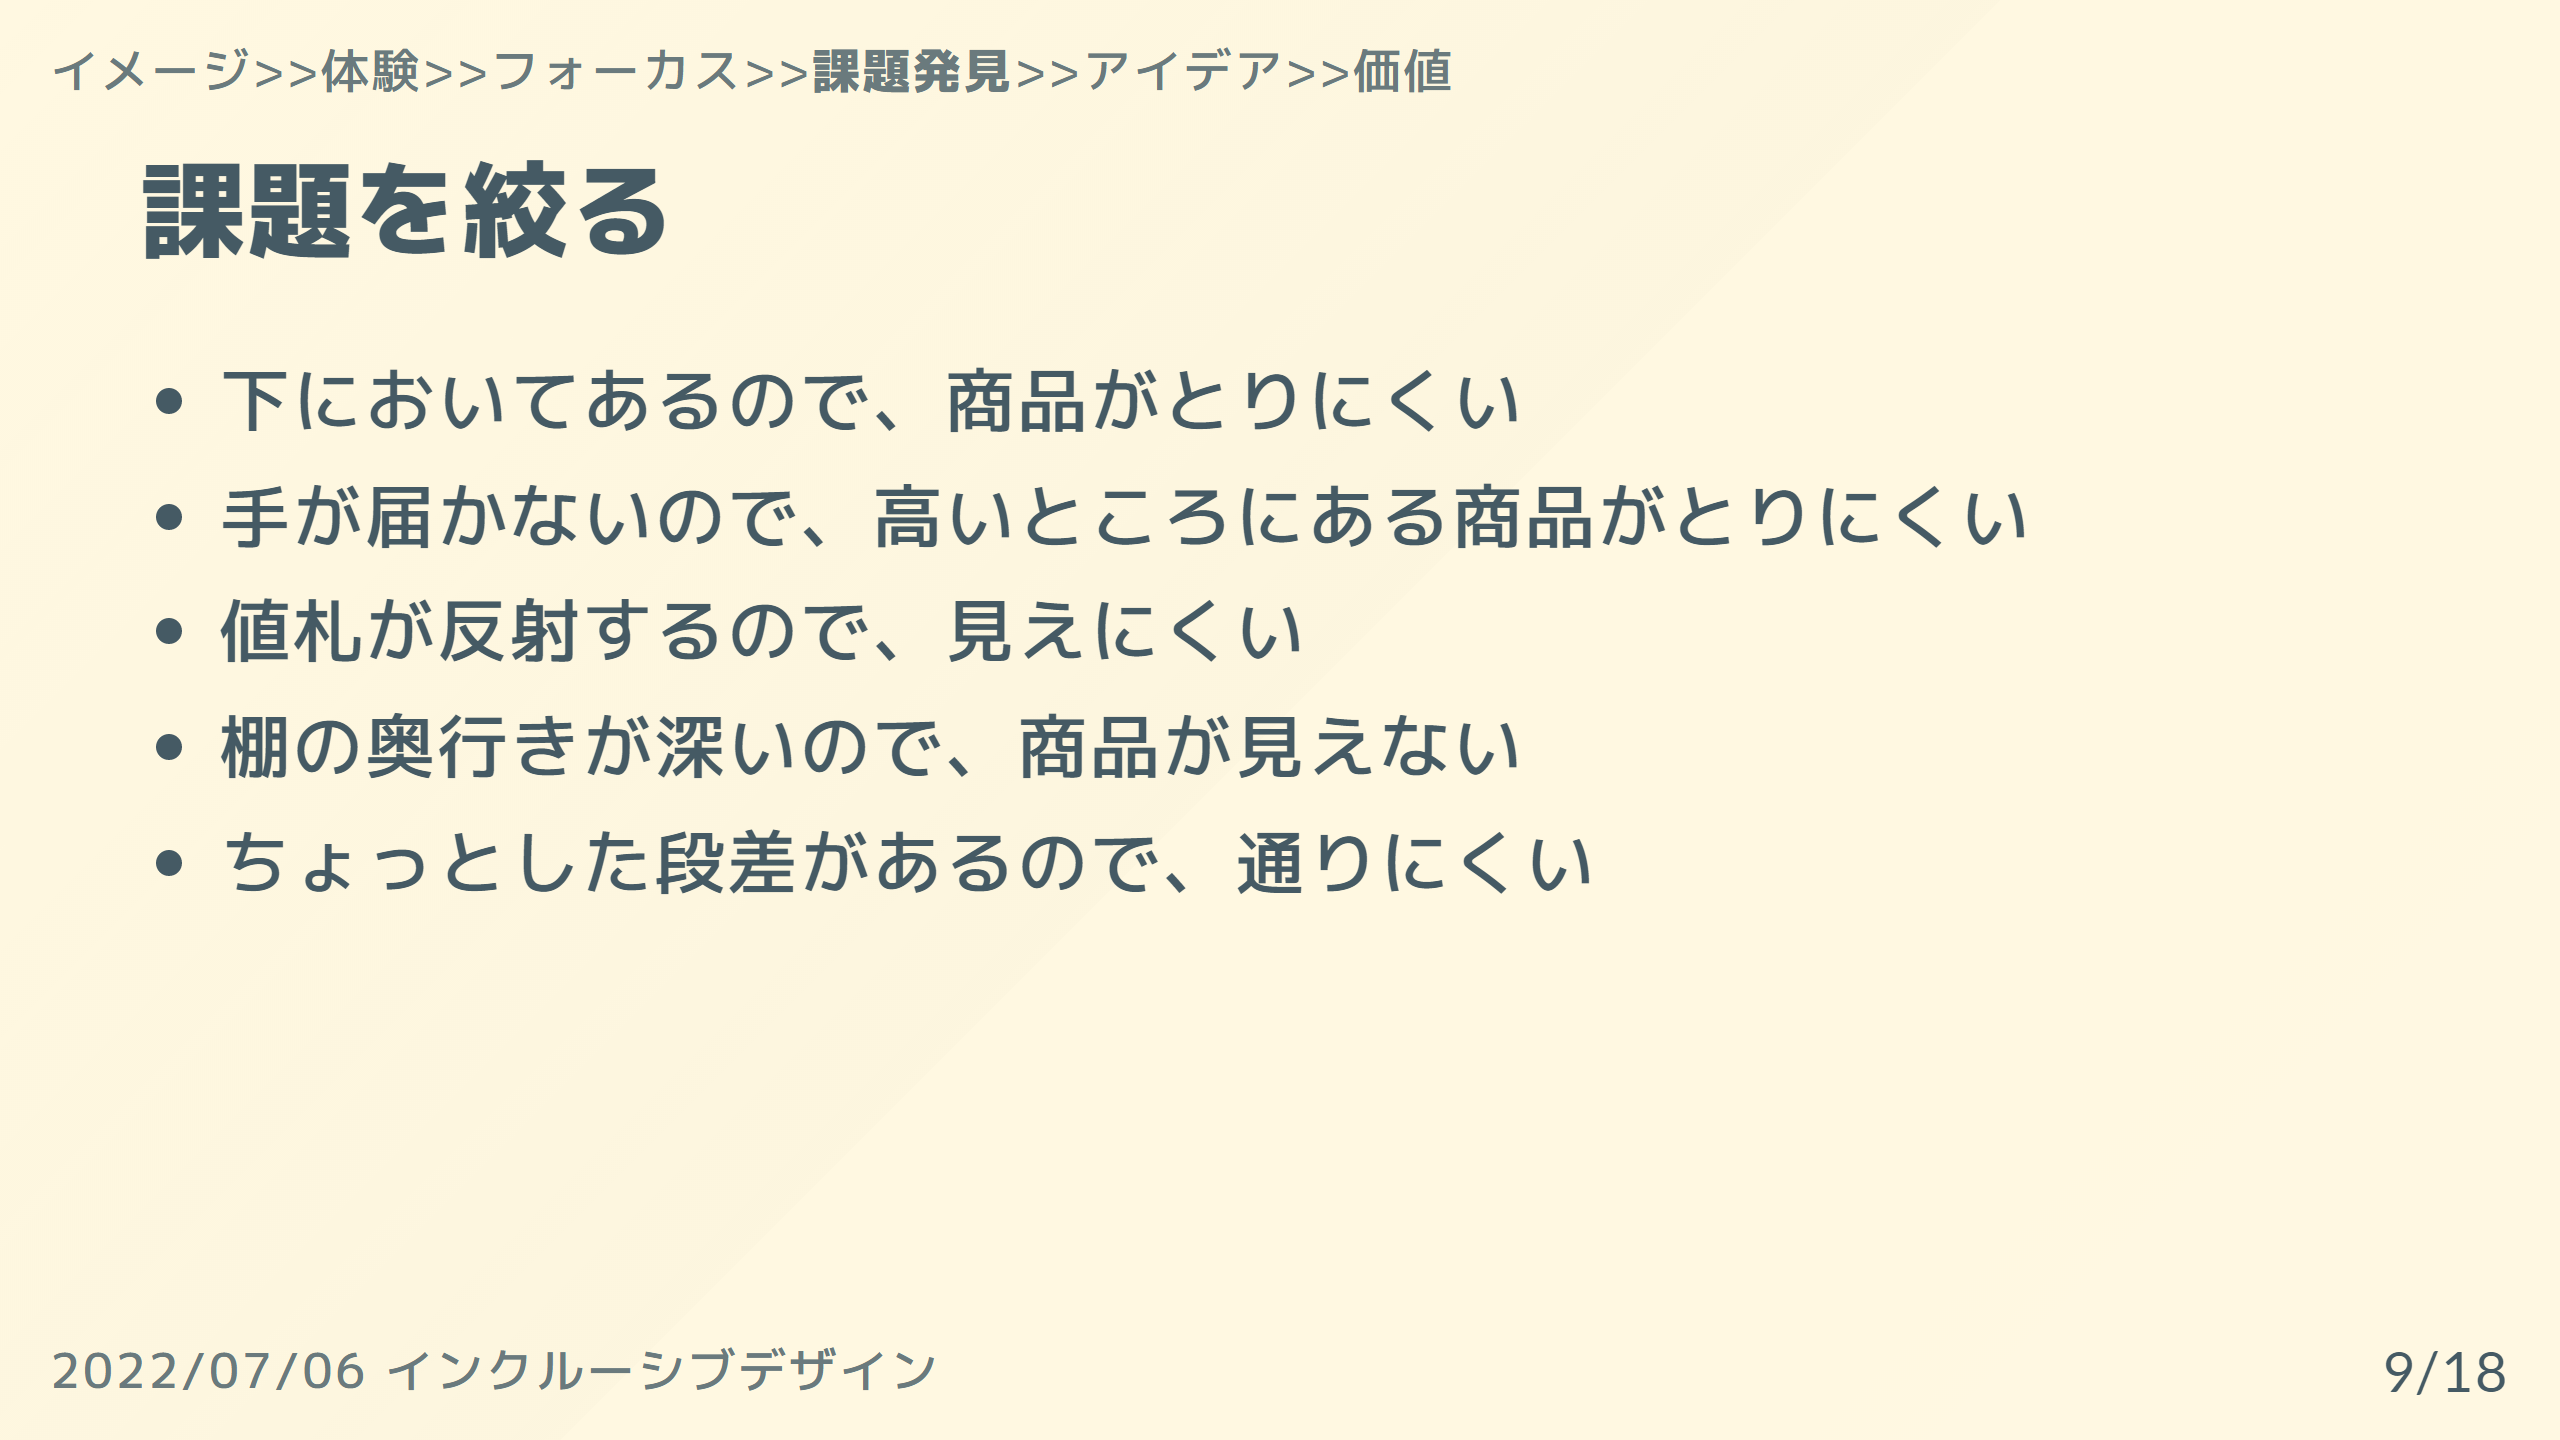 イメージ>>体験>>フォーカス>>課題発見>>アイデア>>価値
課題を絞る
• 下においてあるので、商品がとりにくい
• 手が届かないので、高いところにある商品がとりにくい
• 値札が反射するので、見えにくい
• 棚の奥行きが深いので、商品が見えない
• ちょっとした段差があるので、通りにくい
2022/07/06 インクルーシブデザイン
9/18